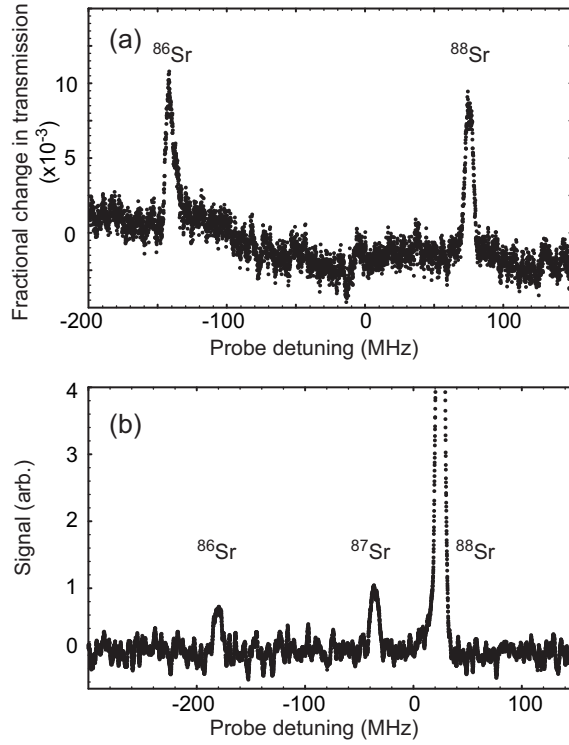 (a)
⁸⁶Sr
⁸⁸Sr
Fractional change in transmission
(x10⁻³)
10
5
0
-200
-100
0
100
Probe detuning (MHz)
(b)
⁸⁶Sr
⁸⁷Sr
⁸⁸Sr
Signal (arb.)
4
3
2
1
0
-200
-100
0
100
Probe detuning (MHz)